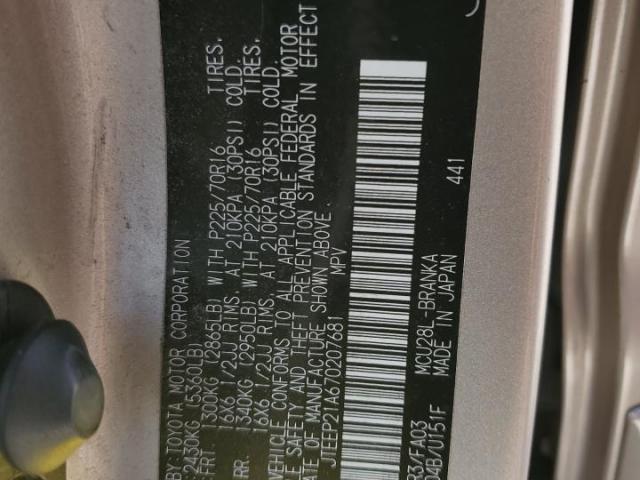 BY: TOYOTA MOTOR CORPORATION
2430KG (5360LB)
FRT 1300KG (2865LB) WITH P225/70R16 TIRES,
16X6 1/2JJ RIMS, AT 210KPA (30PSI) COLD.
RR. 1340KG (2950LB) WITH P225/70R16 TIRES,
16X6 1/2JJ RIMS, AT 210KPA (30PSI) COLD.
VEHICLE CONFORMS TO ALL APPLICABLE FEDERAL MOTOR
SAFETY AND THEFT PREVENTION STANDARDS IN EFFECT
OF MANUFACTURE SHOWN ABOVE.
JTEEP21A670207681 MPV
R3/FA03 MCU28L-BRANKA
04B/U151F MADE IN JAPAN 441